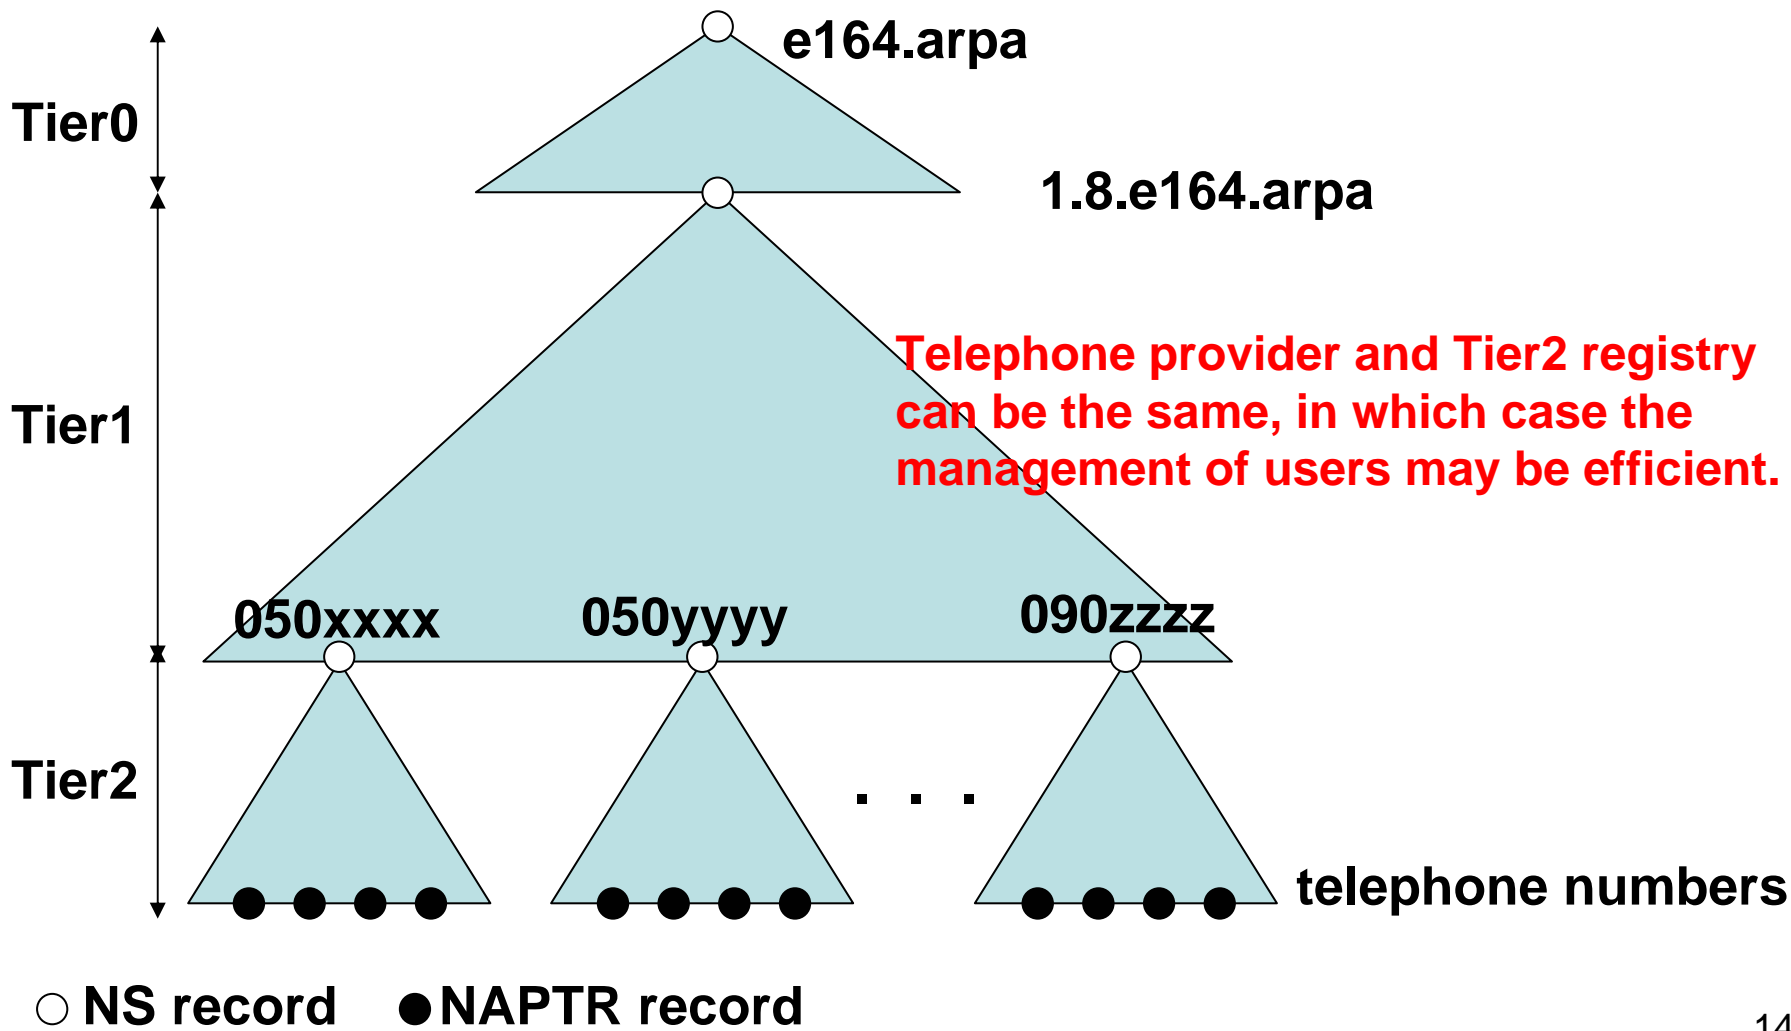 e164.arpa
Tier0
1.8.e164.arpa
Telephone provider and Tier2 registry
can be the same, in which case the
management of users may be efficient.
Tier1
050xxxx 050yyyy 090zzzz
Tier2
. . .
telephone numbers
NS record NAPTR record
14